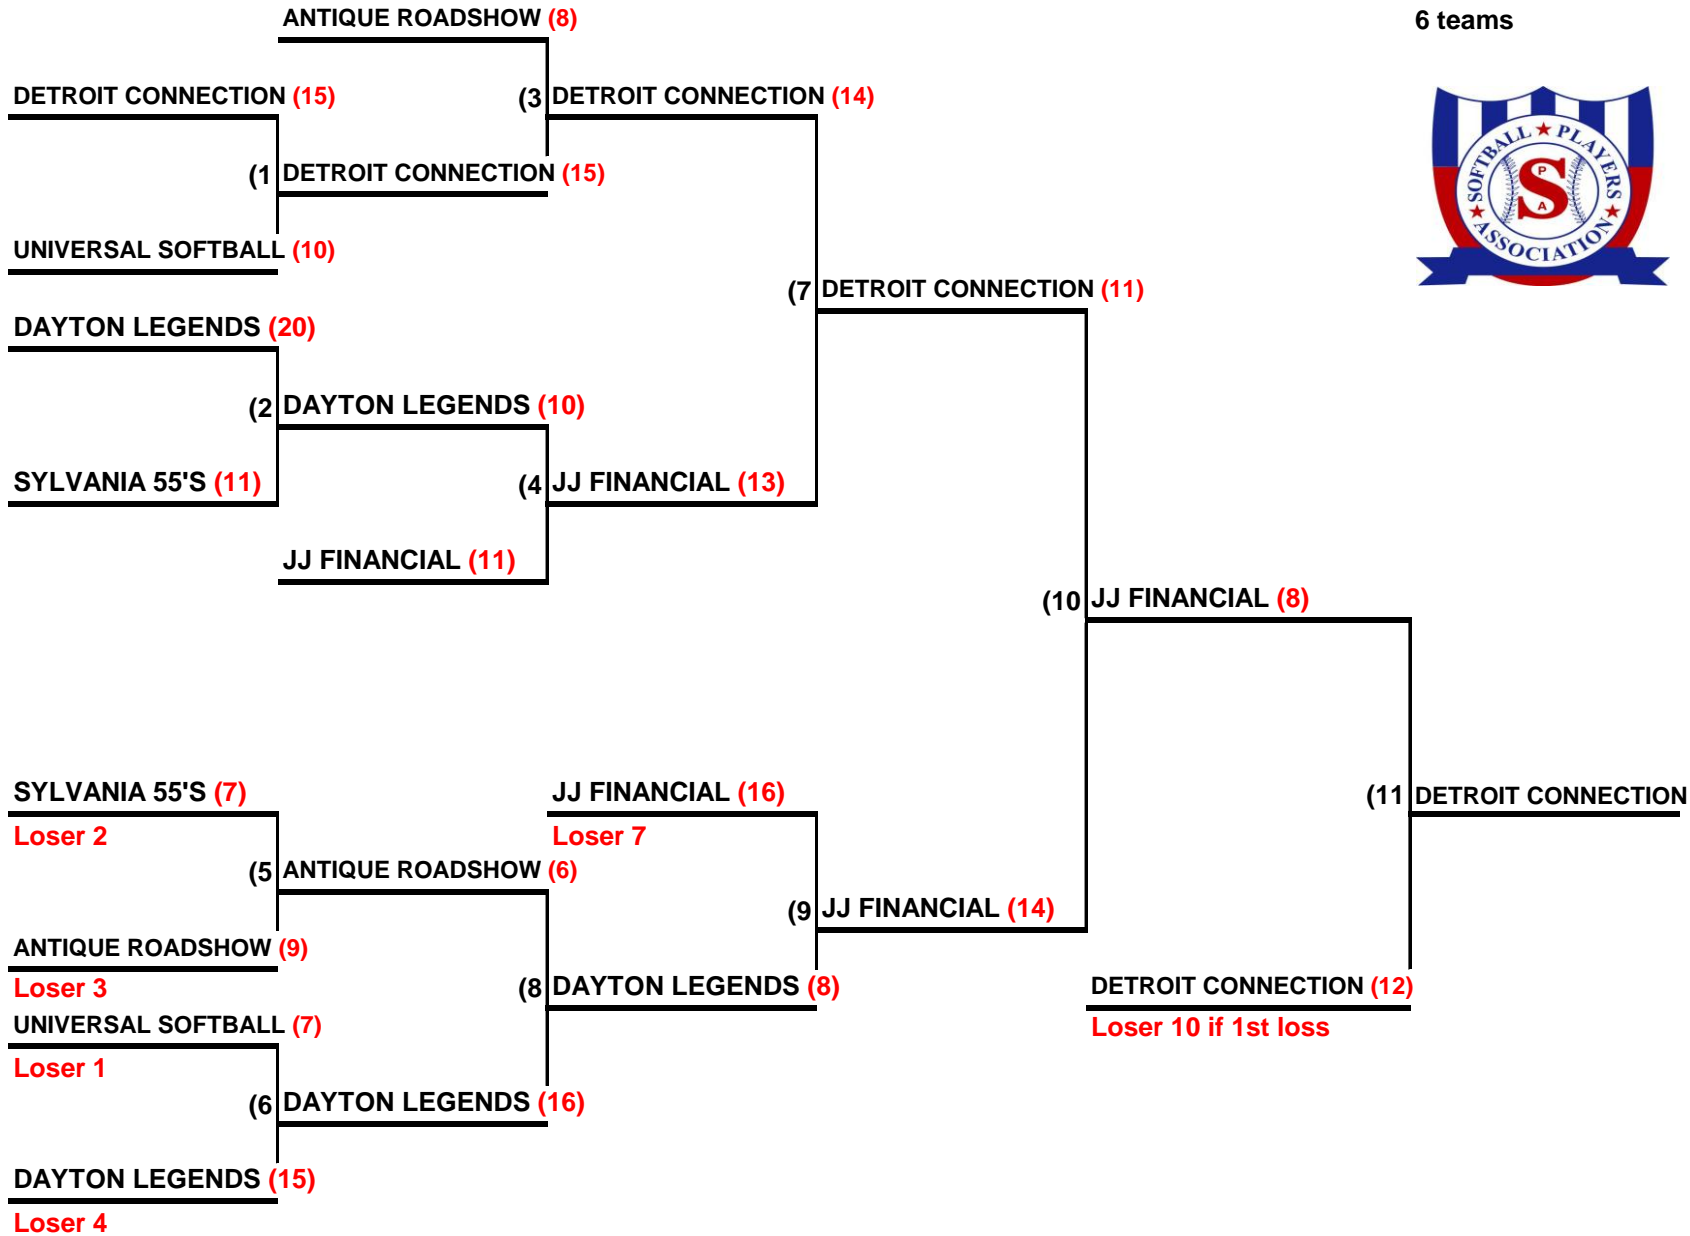 ANTIQUE ROADSHOW (8)
6 teams
DETROIT CONNECTION (15)
(3 DETROIT CONNECTION (14)
(1 DETROIT CONNECTION (15)
UNIVERSAL SOFTBALL (10)
SOFTBALL ★ PLAYERS ★ ASSOCIATION ★
P
S
A
(7 DETROIT CONNECTION (11)
DAYTON LEGENDS (20)
(2 DAYTON LEGENDS (10)
SYLVANIA 55'S (11)
(4 JJ FINANCIAL (13)
JJ FINANCIAL (11)
(10 JJ FINANCIAL (8)
SYLVANIA 55'S (7)
Loser 2
JJ FINANCIAL (16)
Loser 7
(11 DETROIT CONNECTION
(5 ANTIQUE ROADSHOW (6)
(9 JJ FINANCIAL (14)
ANTIQUE ROADSHOW (9)
Loser 3
(8 DAYTON LEGENDS (8)
DETROIT CONNECTION (12)
Loser 10 if 1st loss
UNIVERSAL SOFTBALL (7)
Loser 1
(6 DAYTON LEGENDS (16)
DAYTON LEGENDS (15)
Loser 4